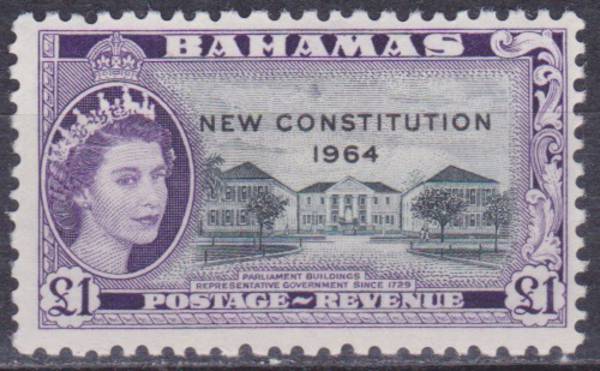 BAHAMAS
NEW CONSTITUTION
1964
PARLIAMENT BUILDINGS
REPRESENTATIVE GOVERNMENT SINCE 1729
£1 POSTAGE~REVENUE £1